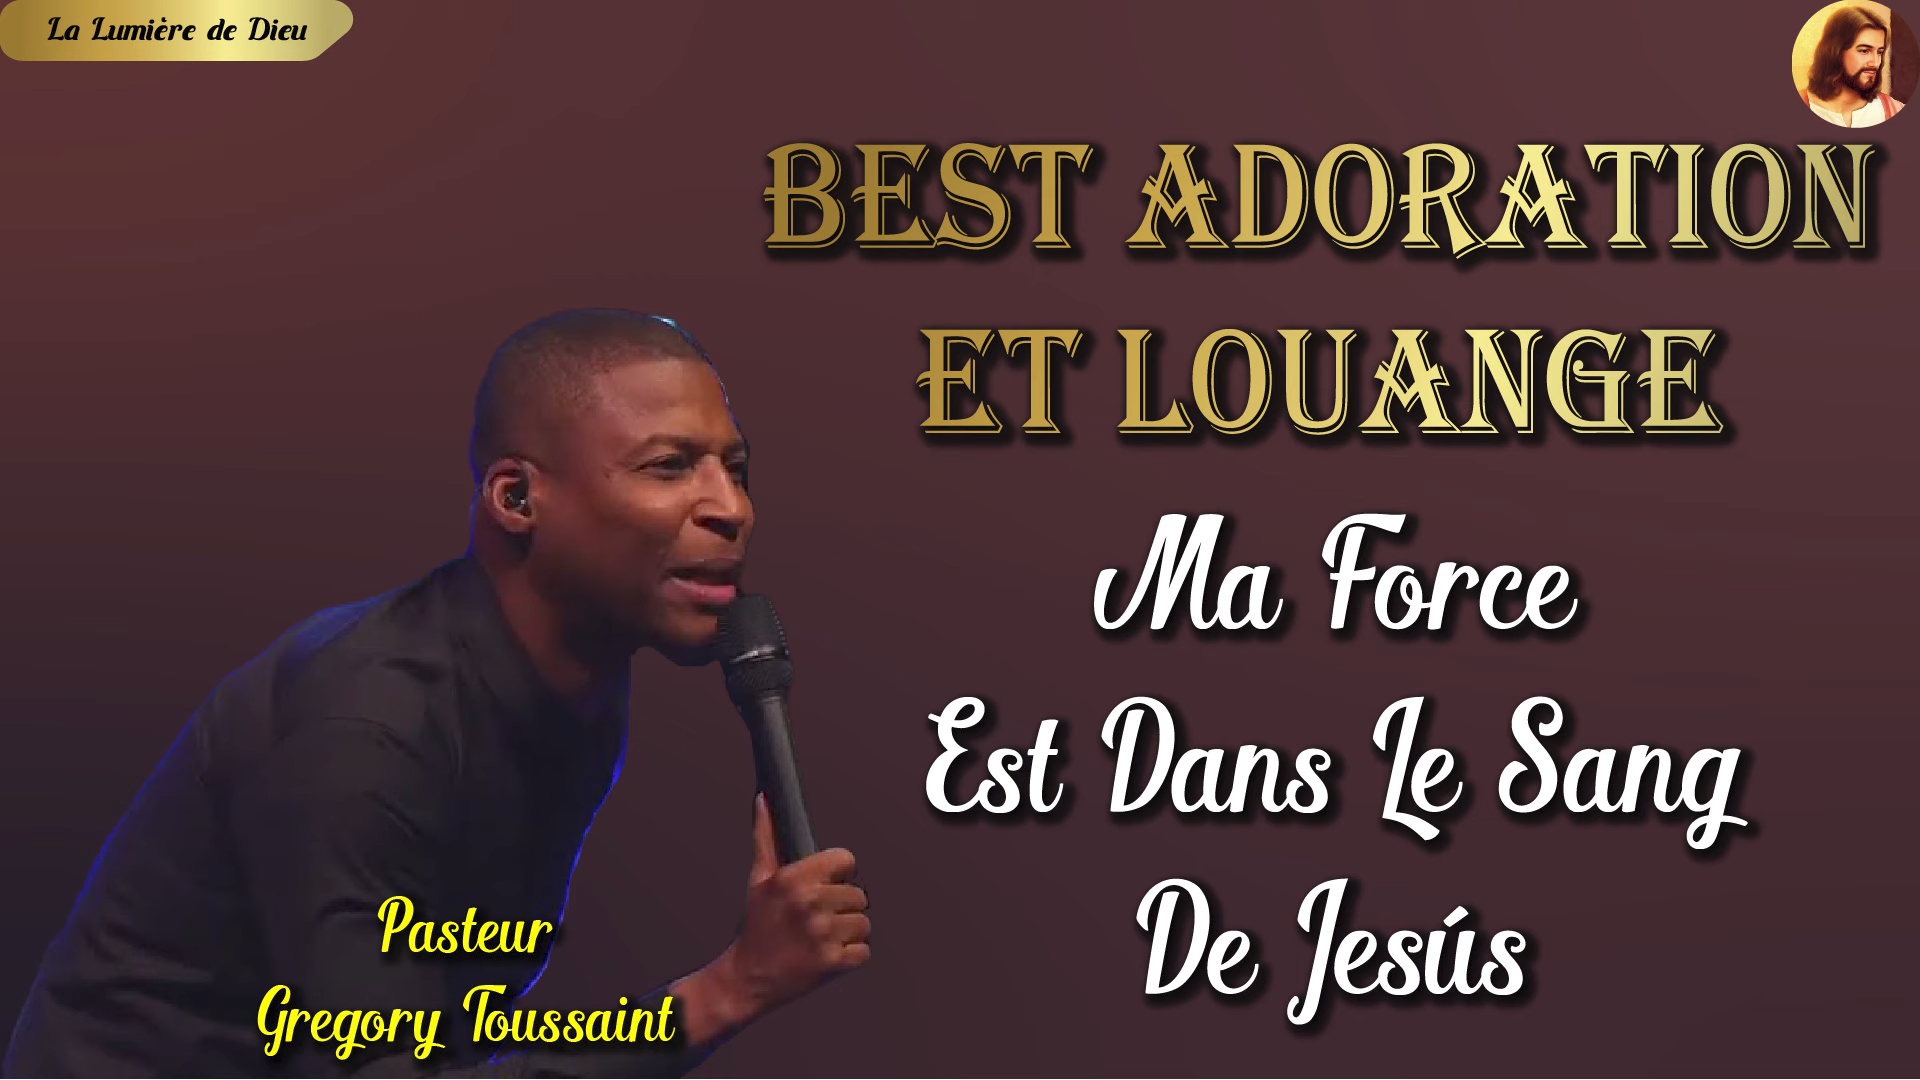 La Lumière de Dieu
BEST ADORATION
ET LOUANGE
Ma Force
Est Dans Le Sang
De Jesús
Pasteur
Gregory Toussaint